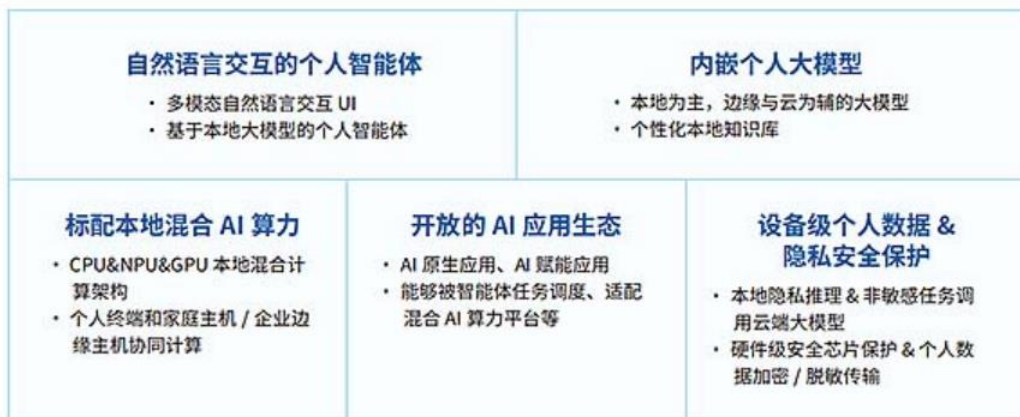 自然语言交互的个人智能体
· 多模态自然语言交互 UI
· 基于本地大模型的个人智能体
内嵌个人大模型
· 本地为主，边缘与云为辅的大模型
· 个性化本地知识库
标配本地混合 AI 算力
· CPU&NPU&GPU 本地混合计
算架构
· 个人终端和家庭主机 / 企业边
缘主机协同计算
开放的 AI 应用生态
· AI 原生应用、AI 赋能应用
· 能够被智能体任务调度、适配
混合 AI 算力平台等
设备级个人数据 &
隐私安全保护
· 本地隐私推理 & 非敏感任务调
用云端大模型
· 硬件级安全芯片保护 & 个人数
据加密 / 脱敏传输